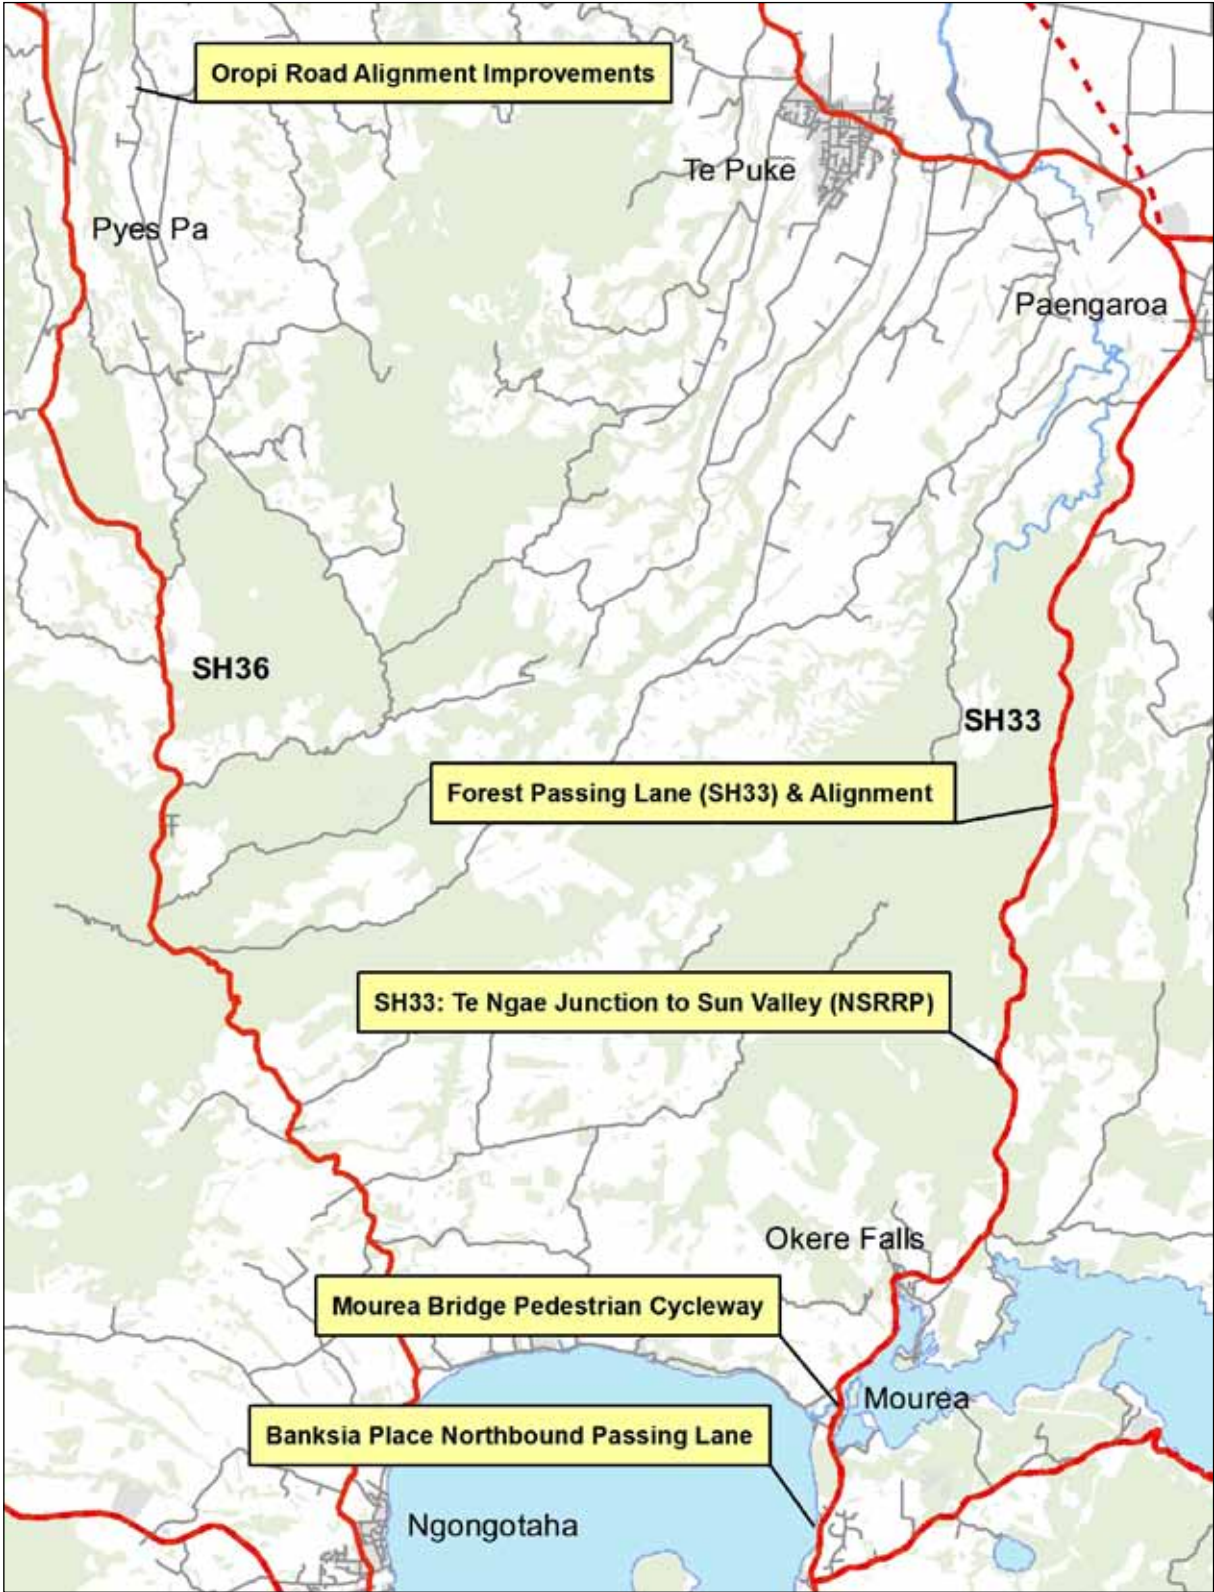 Oropi Road Alignment Improvements
Te Puke
Pyes Pa
Paengaroa
SH36
SH33
Forest Passing Lane (SH33) & Alignment
SH33: Te Ngae Junction to Sun Valley (NSRRP)
Okere Falls
Mourea Bridge Pedestrian Cycleway
Mourea
Banksia Place Northbound Passing Lane
Ngongotaha